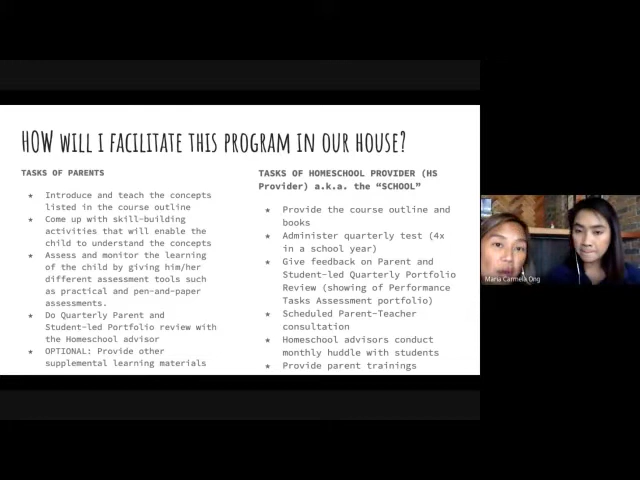 HOW WILL I FACILITATE THIS PROGRAM IN OUR HOUSE?
TASKS OF PARENTS
★ Introduce and teach the concepts
listed in the course outline
★ Come up with skill-building
activities that will enable the
child to understand the concepts
★ Assess and monitor the learning
of the child by giving him/her
different assessment tools such
as practical and pen-and-paper
assessments.
★ Do Quarterly Parent and
Student-led Portfolio review with
the Homeschool advisor
★ OPTIONAL: Provide other
supplemental learning materials
TASKS OF HOMESCHOOL PROVIDER (HS
Provider) a.k.a. the “SCHOOL”
★ Provide the course outline and
books
★ Administer quarterly test (4x
in a school year)
★ Give feedback on Parent and
Student-led Quarterly Portfolio
Review (showing of Performance
Tasks Assessment portfolio)
★ Scheduled Parent-Teacher
consultation
★ Homeschool advisors conduct
monthly huddle with students
★ Provide parent trainings
Maria Carmela Ong